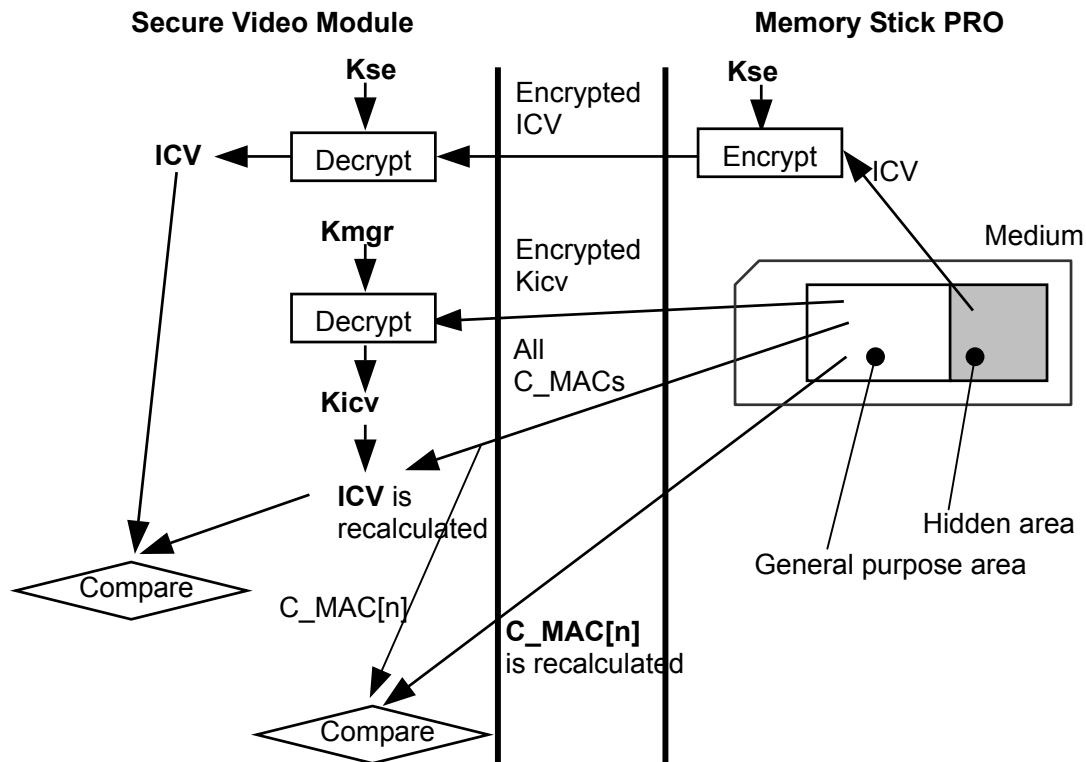 Secure Video Module
Memory Stick PRO
Kse
Encrypted
ICV
Kse
ICV
Decrypt
Encrypt
ICV
Kmgr
Encrypted
Kicv
Medium
Decrypt
All
C_MACs
Kicv
ICV is
recalculated
Hidden area
General purpose area
Compare
C_MAC[n]
C_MAC[n]
is recalculated
Compare